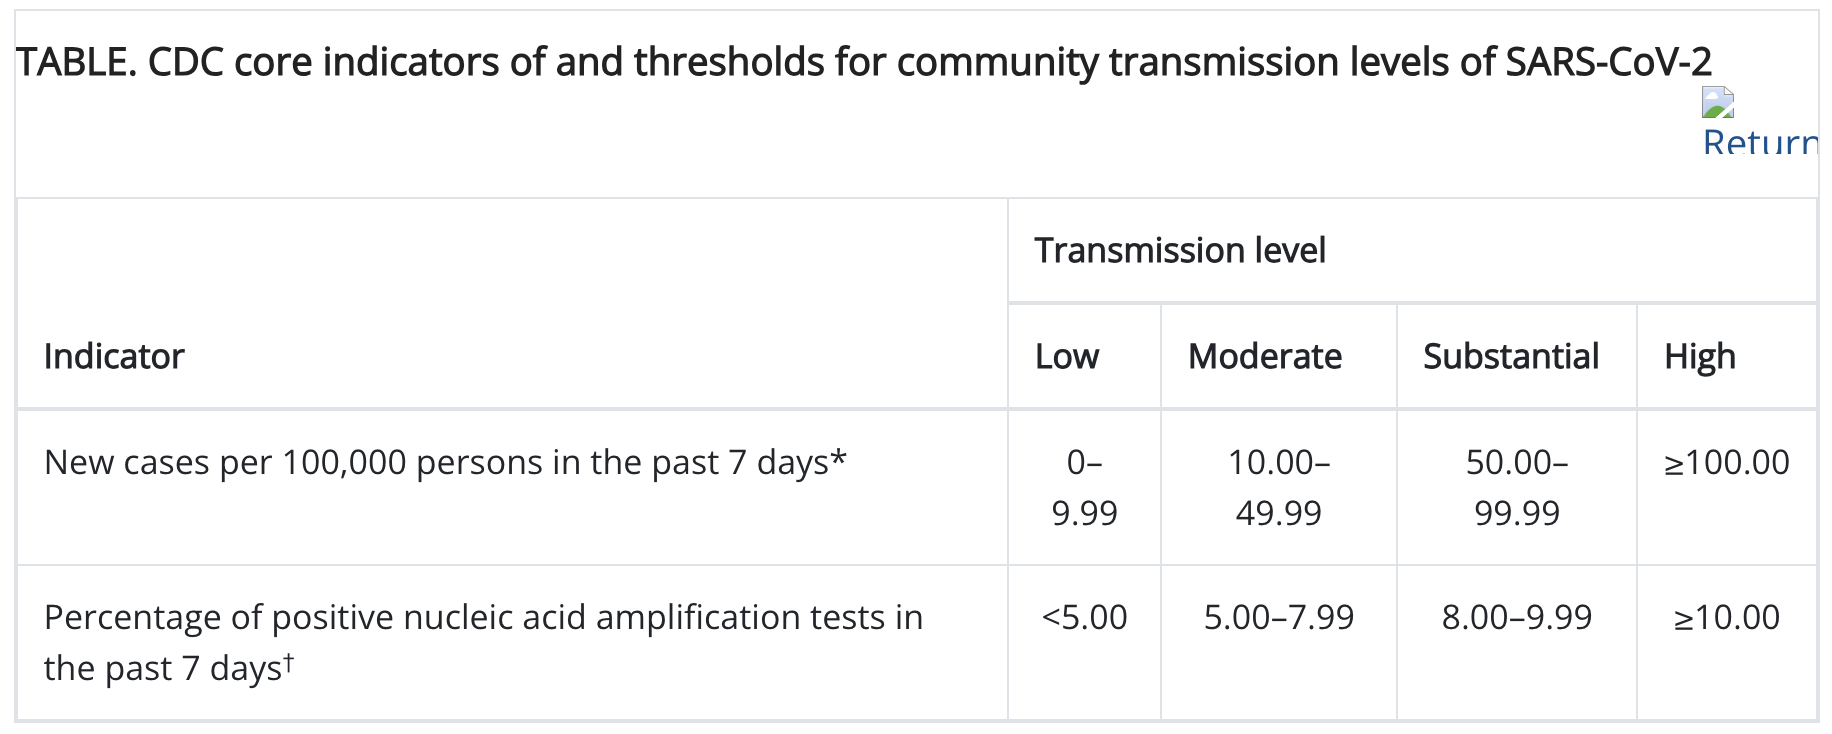 TABLE. CDC core indicators of and thresholds for community transmission levels of SARS-CoV-2
Return
Transmission level
Indicator
Low
Moderate
Substantial
High
New cases per 100,000 persons in the past 7 days*
0–
9.99
10.00–
49.99
50.00–
99.99
≥100.00
Percentage of positive nucleic acid amplification tests in
the past 7 days†
<5.00
5.00–7.99
8.00–9.99
≥10.00